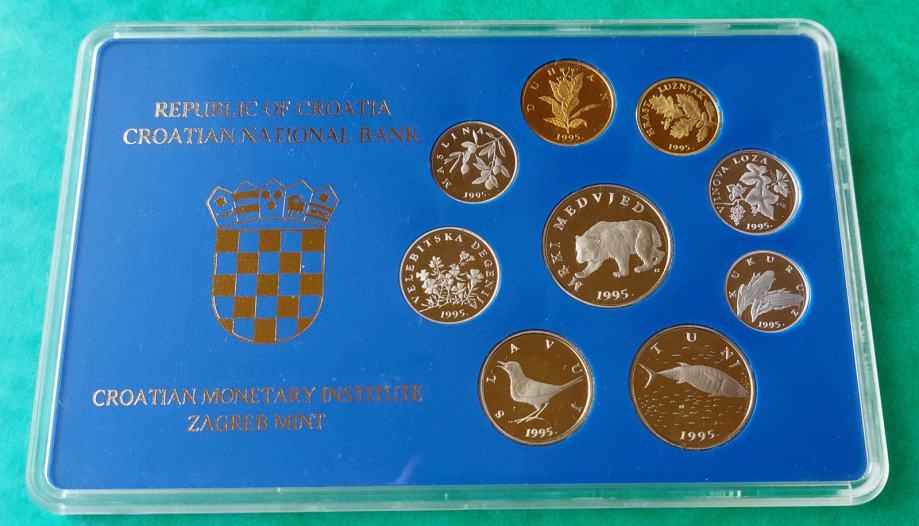 REPUBLIC OF CROATIA
CROATIAN NATIONAL BANK
CROATIAN MONETARY INSTITUTE
ZAGREB MINT
DUHAN
1995.
HRAST LUŽNJAK
1995.
MASLINA
1995.
VINOVA LOZA
1995.
MRKI MEDVJED
1995.
VELEBITSKA DEGENIJA
1995.
KUKURUZ
1995.
SLAVUJ
1995.
TUNJ
1995.